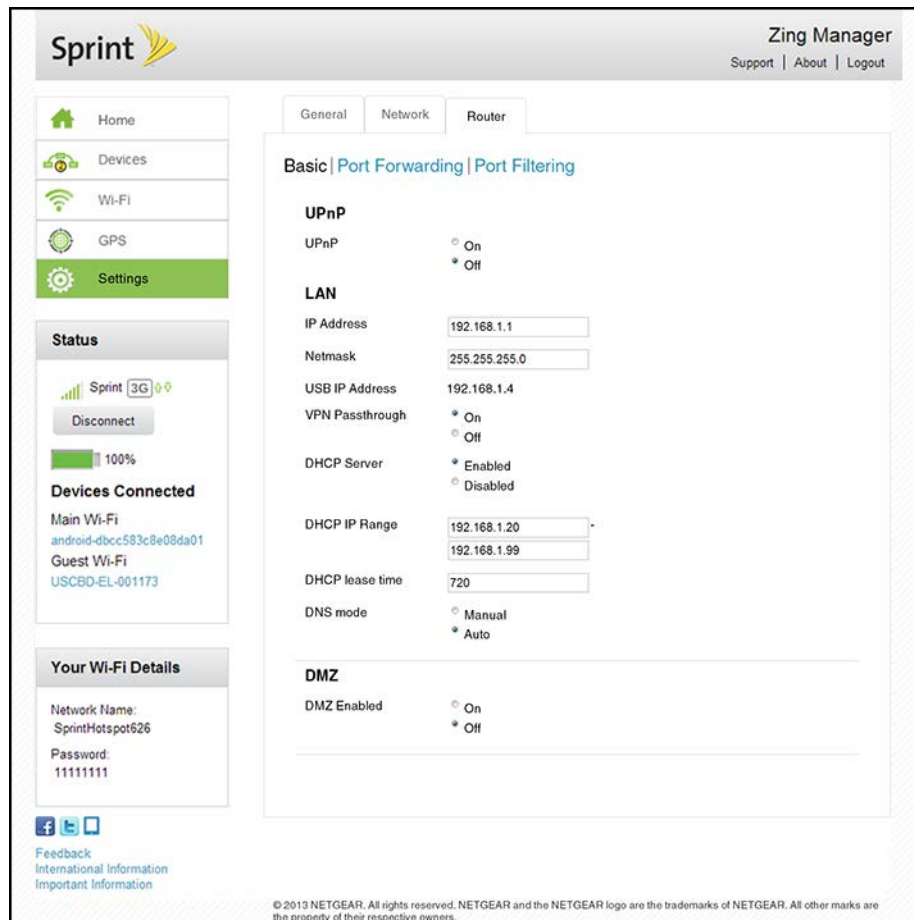 Sprint
Zing Manager
Support | About | Logout
Home
Devices
Wi-Fi
GPS
Settings
Status
Sprint 3G
Disconnect
100%
Devices Connected
Main Wi-Fi
android-dbcc583c8e08da01
Guest Wi-Fi
USCBD-EL-001173
Your Wi-Fi Details
Network Name:
SprintHotspot626
Password:
11111111
Feedback
International Information
Important Information
General Network Router
Basic | Port Forwarding | Port Filtering
UPnP
UPnP On
Off
LAN
IP Address 192.168.1.1
Netmask 255.255.255.0
USB IP Address 192.168.1.4
VPN Passthrough On
Off
DHCP Server Enabled
Disabled
DHCP IP Range 192.168.1.20 -
192.168.1.99
DHCP lease time 720
DNS mode Manual
Auto
DMZ
DMZ Enabled On
Off
© 2013 NETGEAR. All rights reserved. NETGEAR and the NETGEAR logo are the trademarks of NETGEAR. All other marks are
the property of their respective owners.